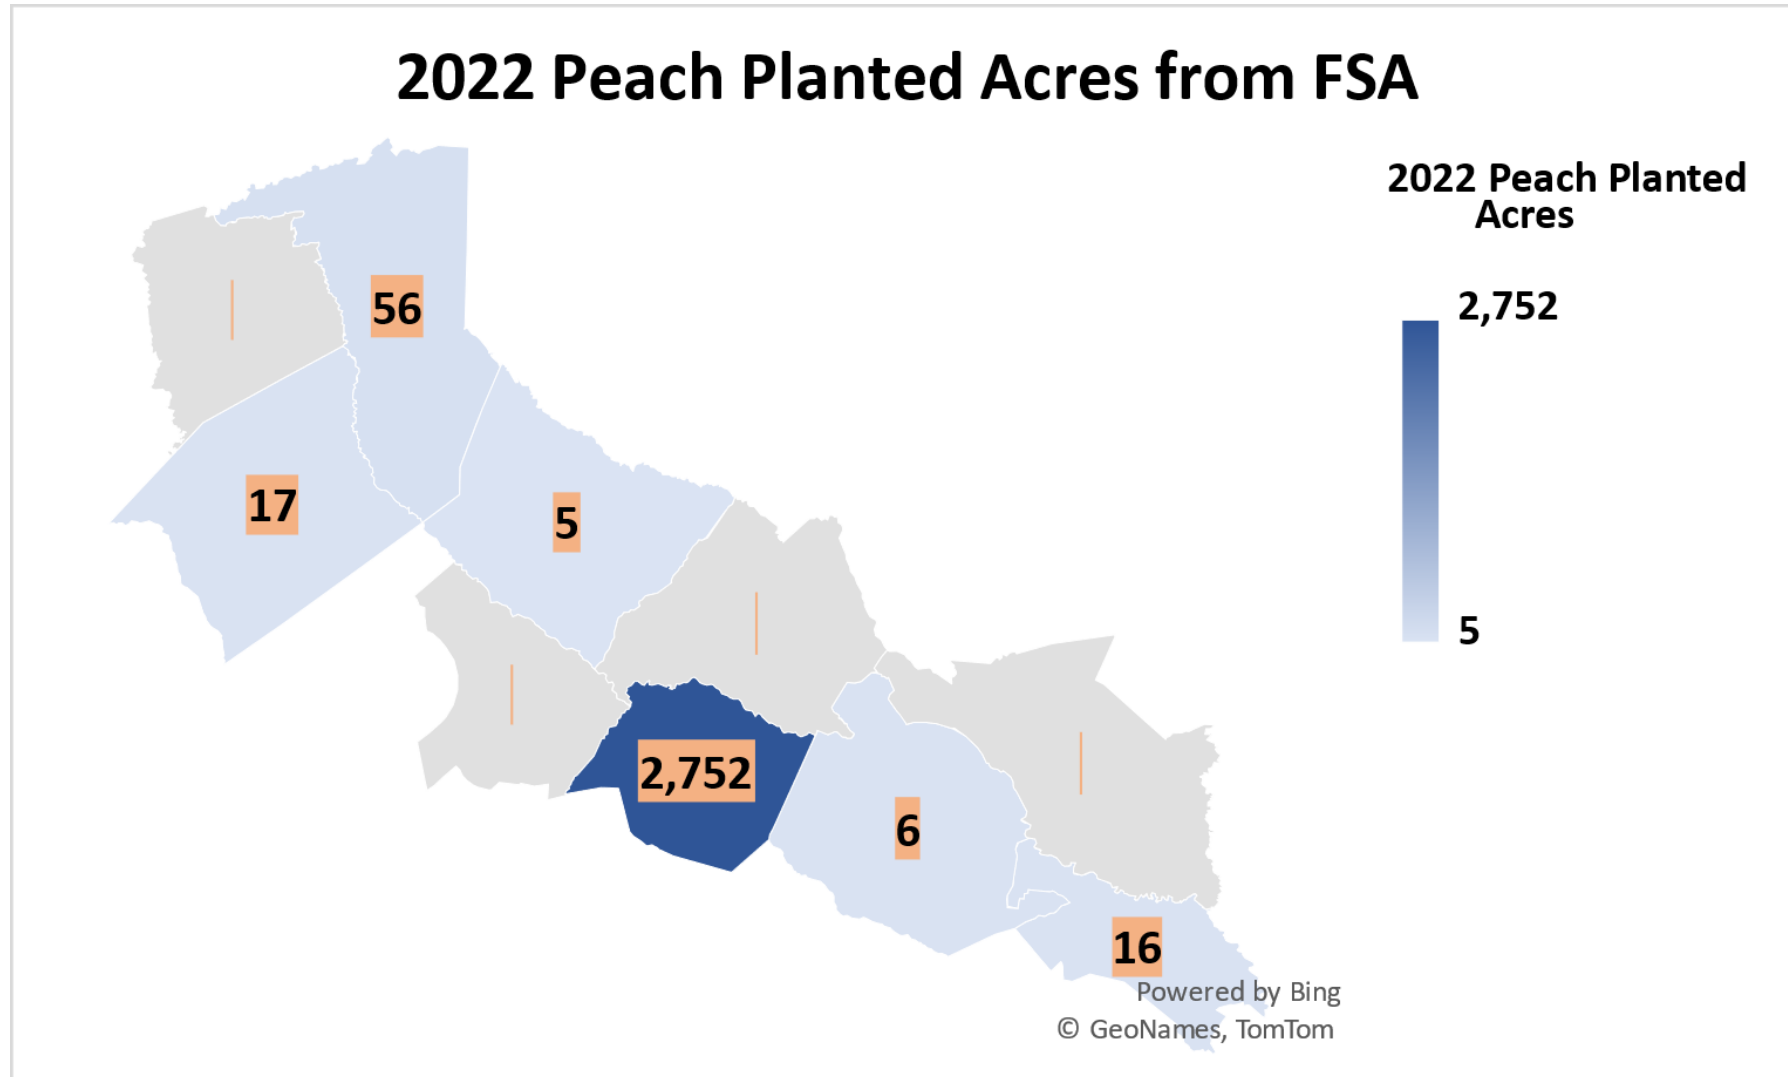 2022 Peach Planted Acres from FSA
2022 Peach Planted
Acres
2,752
5
56
17
5
2,752
6
16
Powered by Bing
© GeoNames, TomTom